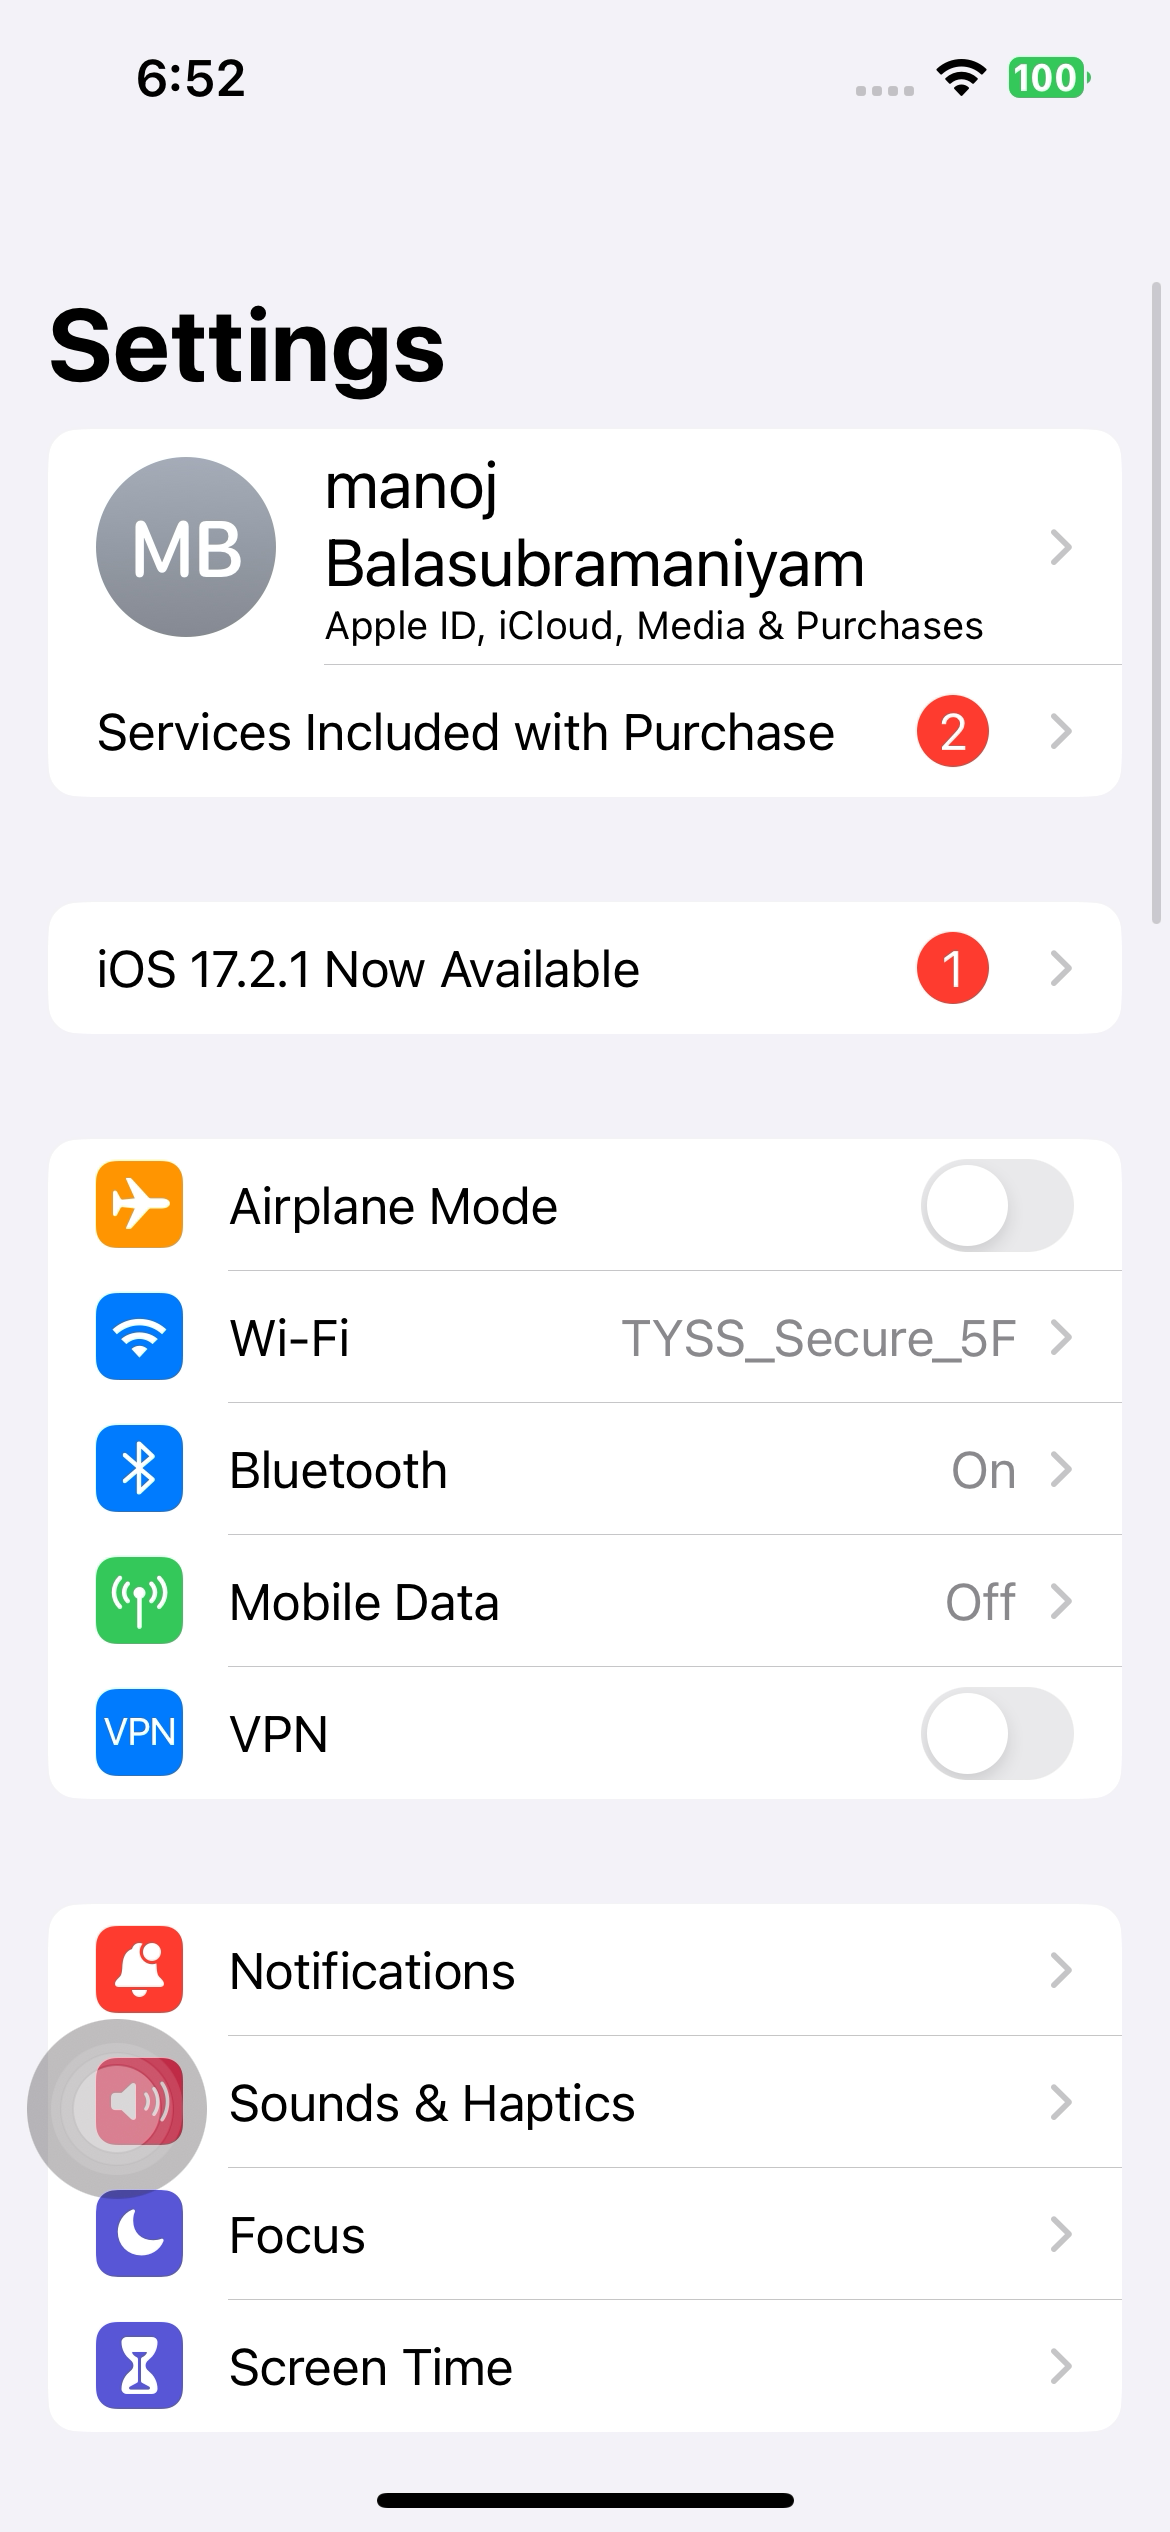 6:52
100
Settings
MB
manoj
Balasubramaniyam
Apple ID, iCloud, Media & Purchases
Services Included with Purchase 2
iOS 17.2.1 Now Available 1
Airplane Mode
Wi-Fi TYSS_Secure_5F
Bluetooth On
Mobile Data Off
VPN VPN
Notifications
Sounds & Haptics
Focus
Screen Time